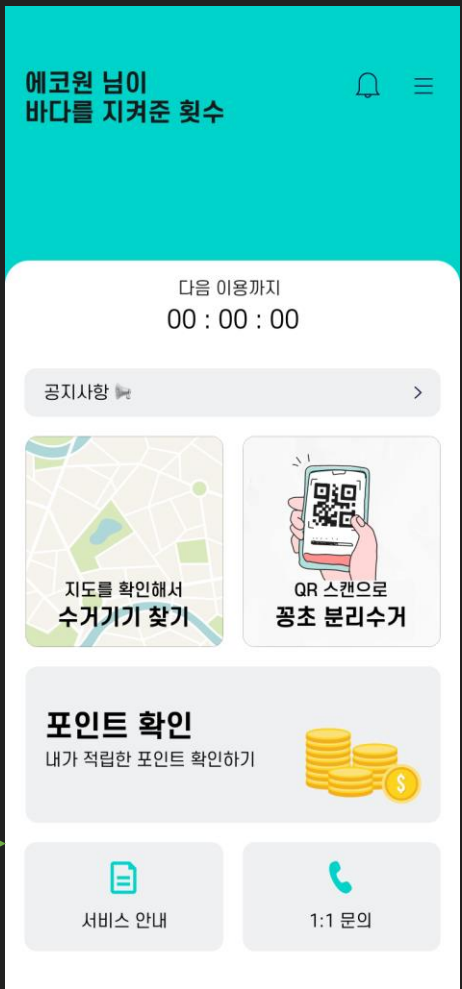 에코원 님이
바다를 지켜준 횟수
다음 이용까지
00 : 00 : 00
공지사항
지도를 확인해서
수거기기 찾기
QR 스캔으로
꽁초 분리수거
포인트 확인
내가 적립한 포인트 확인하기
$
서비스 안내
1:1 문의